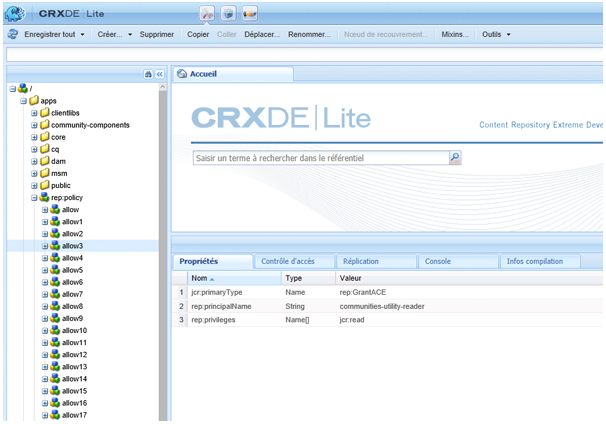 CRXDE | Lite
Enregistrer tout Créer... Supprimer Copier Coller Déplacer... Renommer... Nœud de recouvrement... Mixins... Outils
/
apps
clientlibs
community-components
core
cq
dam
msm
public
rep:policy
allow
allow1
allow2
allow3
allow4
allow5
allow6
allow7
allow8
allow9
allow10
allow11
allow12
allow13
allow14
allow15
allow16
allow17
Accueil
CRXDE | Lite
Content Repository Extreme Deve
Saisir un terme à rechercher dans le référentiel
Propriétés Contrôle d'accès Réplication Console Infos compilation
Nom Type Valeur
1 jcr:primaryType Name rep:GrantACE
2 rep:principalName String communities-utility-reader
3 rep:privileges Name[] jcr:read